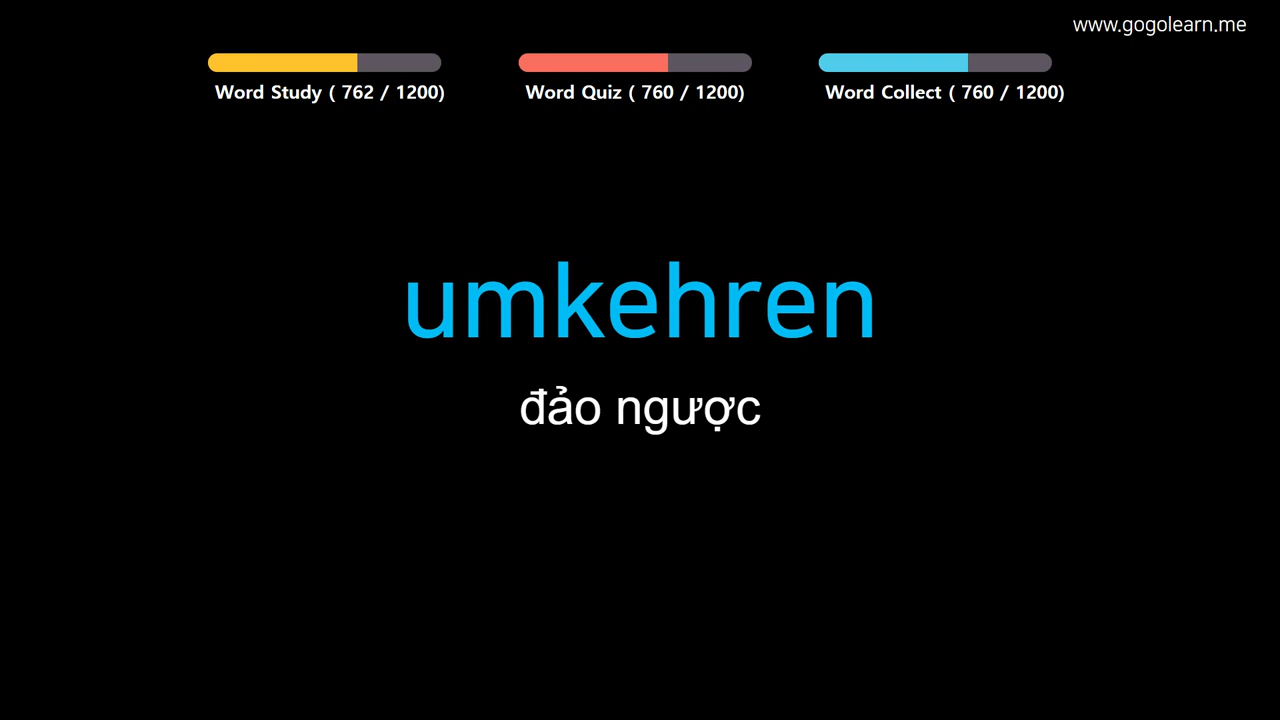 www.gogolearn.me
Word Study ( 762 / 1200)
Word Quiz ( 760 / 1200)
Word Collect ( 760 / 1200)
umkehren
đảo ngược